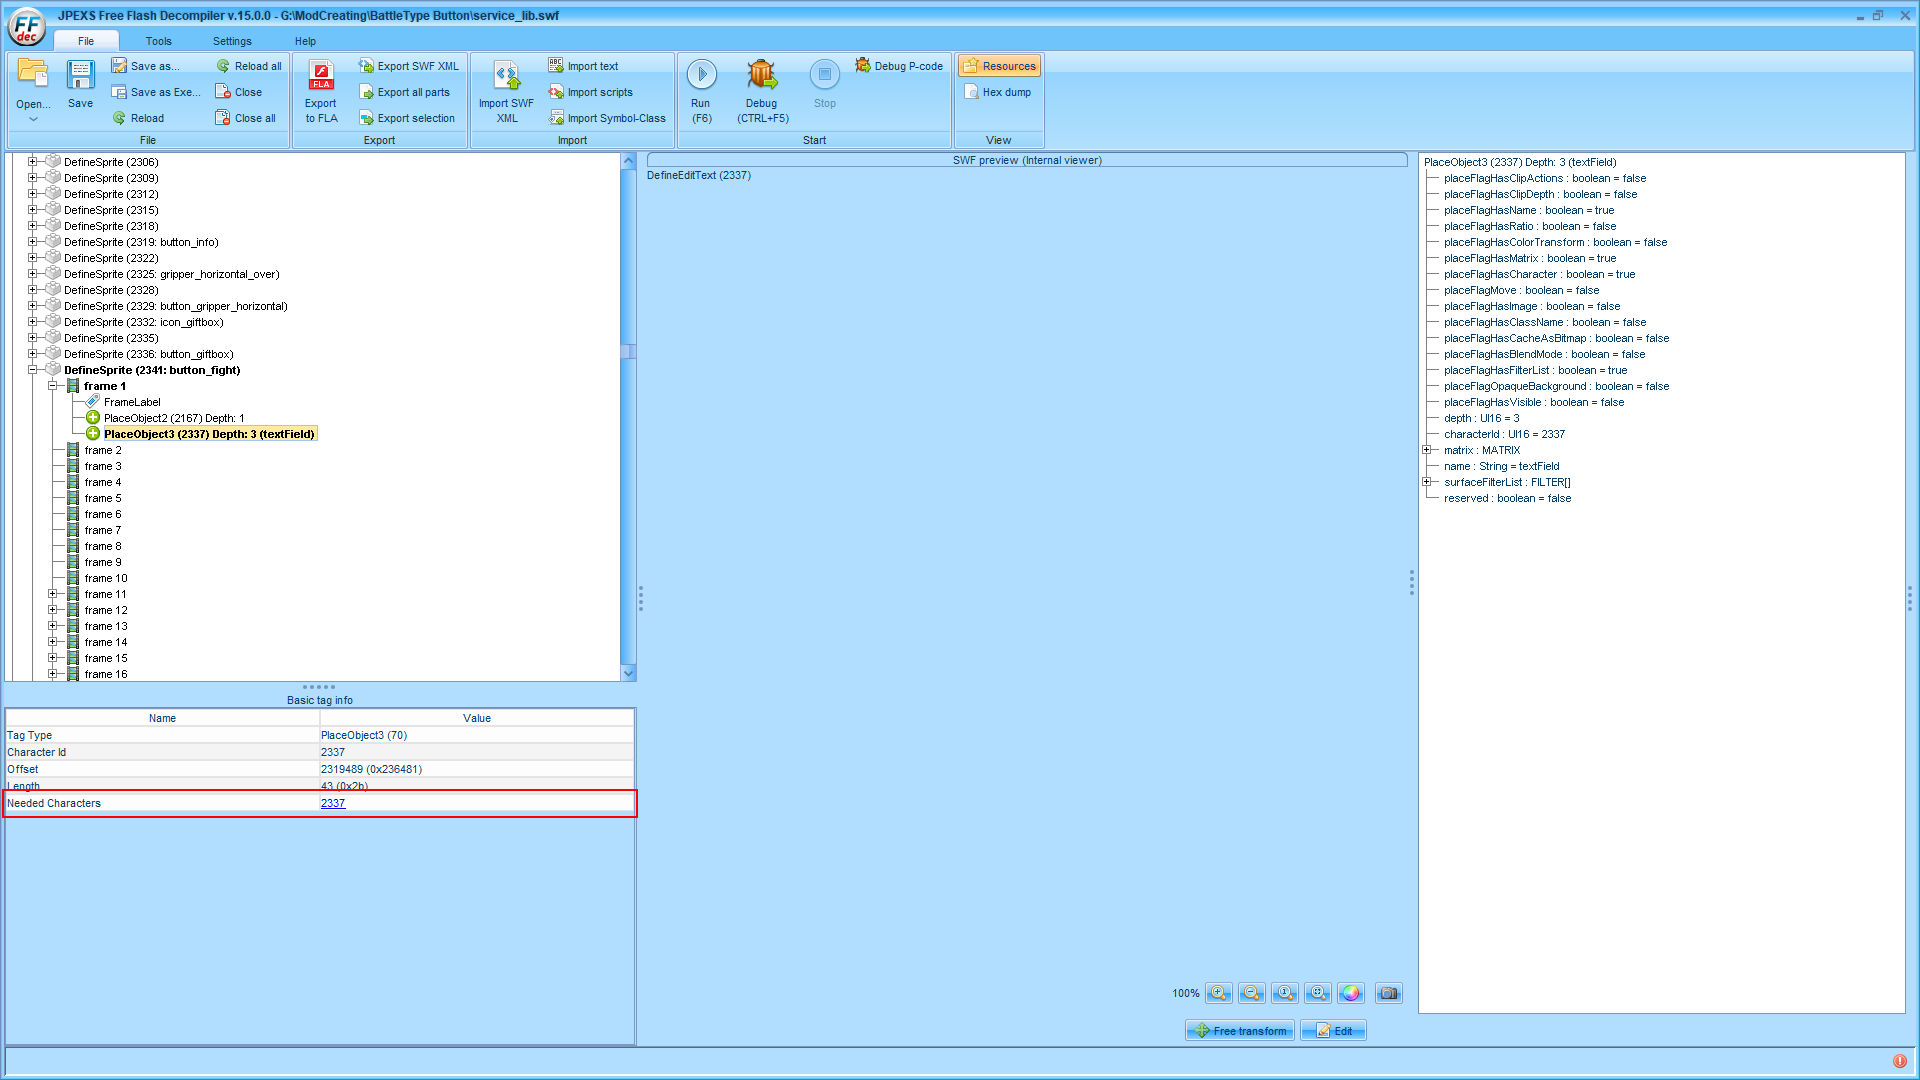 JPEXS Free Flash Decompiler v.15.0.0 - G:\ModCreating\BattleType Button\service_lib.swf
FF
dec
File Tools Settings Help
Open...
Save
Save as...
Save as Exe...
Reload
Reload all
Close
Close all
File
FLA
Export
to FLA
Export SWF XML
Export all parts
Export selection
Export
Import SWF
XML
ABC
Import text
Import scripts
Import Symbol-Class
Import
Run
(F6)
Debug
(CTRL+F5)
Stop
Debug P-code
Start
Resources
Hex dump
View
DefineSprite (2306)
DefineSprite (2309)
DefineSprite (2312)
DefineSprite (2315)
DefineSprite (2318)
DefineSprite (2319: button_info)
DefineSprite (2322)
DefineSprite (2325: gripper_horizontal_over)
DefineSprite (2328)
DefineSprite (2329: button_gripper_horizontal)
DefineSprite (2332: icon_giftbox)
DefineSprite (2335)
DefineSprite (2336: button_giftbox)
DefineSprite (2341: button_fight)
frame 1
FrameLabel
PlaceObject2 (2167) Depth: 1
PlaceObject3 (2337) Depth: 3 (textField)
frame 2
frame 3
frame 4
frame 5
frame 6
frame 7
frame 8
frame 9
frame 10
frame 11
frame 12
frame 13
frame 14
frame 15
frame 16
Basic tag info
Name Value
Tag Type PlaceObject3 (70)
Character Id 2337
Offset 2319489 (0x236481)
Length 43 (0x2b)
Needed Characters 2337
SWF preview (Internal viewer)
DefineEditText (2337)
100%
Free transform Edit
PlaceObject3 (2337) Depth: 3 (textField)
placeFlagHasClipActions : boolean = false
placeFlagHasClipDepth : boolean = false
placeFlagHasName : boolean = true
placeFlagHasRatio : boolean = false
placeFlagHasColorTransform : boolean = false
placeFlagHasMatrix : boolean = true
placeFlagHasCharacter : boolean = true
placeFlagMove : boolean = false
placeFlagHasImage : boolean = false
placeFlagHasClassName : boolean = false
placeFlagHasCacheAsBitmap : boolean = false
placeFlagHasBlendMode : boolean = false
placeFlagHasFilterList : boolean = true
placeFlagOpaqueBackground : boolean = false
placeFlagHasVisible : boolean = false
depth : UI16 = 3
characterId : UI16 = 2337
matrix : MATRIX
name : String = textField
surfaceFilterList : FILTER[]
reserved : boolean = false